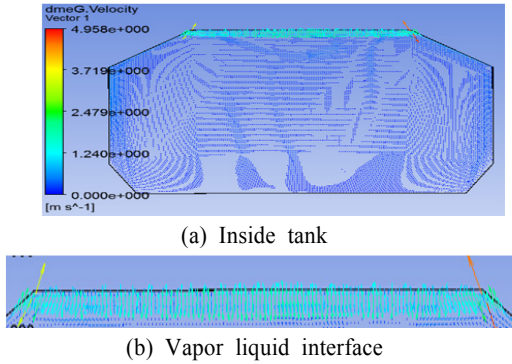 dmeG.Velocity
Vector 1
4.958e+000
3.719e+000
2.479e+000
1.240e+000
0.000e+000
[m s^-1]
(a) Inside tank
(b) Vapor liquid interface